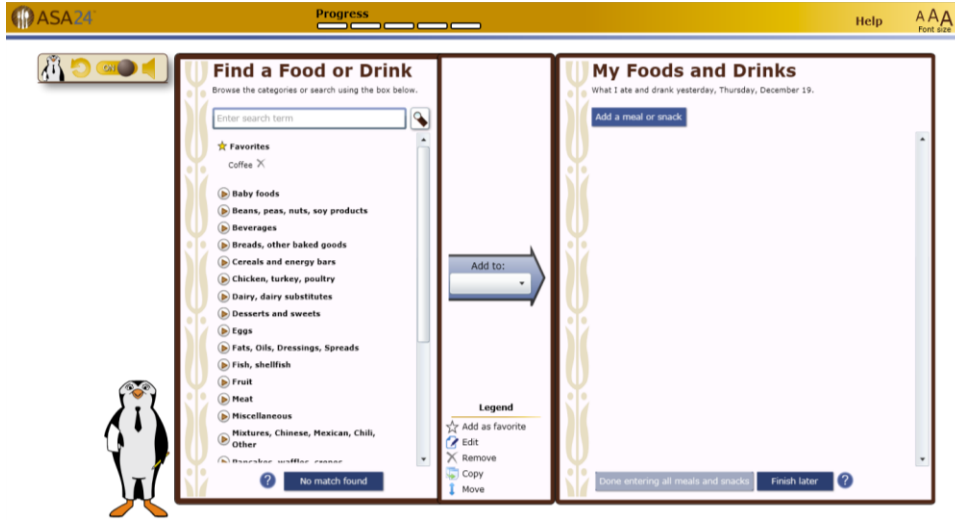 ASA24
Progress
Help
AAA
Font size
Find a Food or Drink
Browse the categories or search using the box below.
Enter search term
Favorites
Coffee
Baby foods
Beans, peas, nuts, soy products
Beverages
Breads, other baked goods
Cereals and energy bars
Chicken, turkey, poultry
Dairy, dairy substitutes
Desserts and sweets
Eggs
Fats, Oils, Dressings, Spreads
Fish, shellfish
Fruit
Meat
Miscellaneous
Mixtures, Chinese, Mexican, Chili,
Other
Pancakes, waffles, crepes
? No match found
Add to:
Legend
Add as favorite
Edit
Remove
Copy
Move
My Foods and Drinks
What I ate and drank yesterday, Thursday, December 19.
Add a meal or snack
Done entering all meals and snacks
Finish later ?